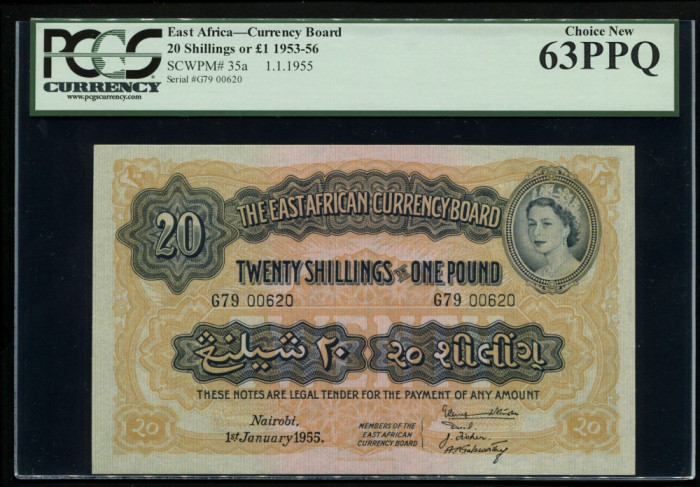 PCGS
CURRENCY
www.pcgscurrency.com
East Africa—Currency Board
20 Shillings or £1 1953-56
SCWPM# 35a 1.1.1955
Serial #G79 00620
Choice New
63PPQ
20
THE EAST AFRICAN CURRENCY BOARD
TWENTY SHILLINGS OR ONE POUND
G79 00620 G79 00620
شيلينڠ ٢٠
૨૦ શીલીંગ
THESE NOTES ARE LEGAL TENDER FOR THE PAYMENT OF ANY AMOUNT
Nairobi,
1st January 1955.
MEMBERS OF THE
EAST AFRICAN
CURRENCY BOARD
20
20